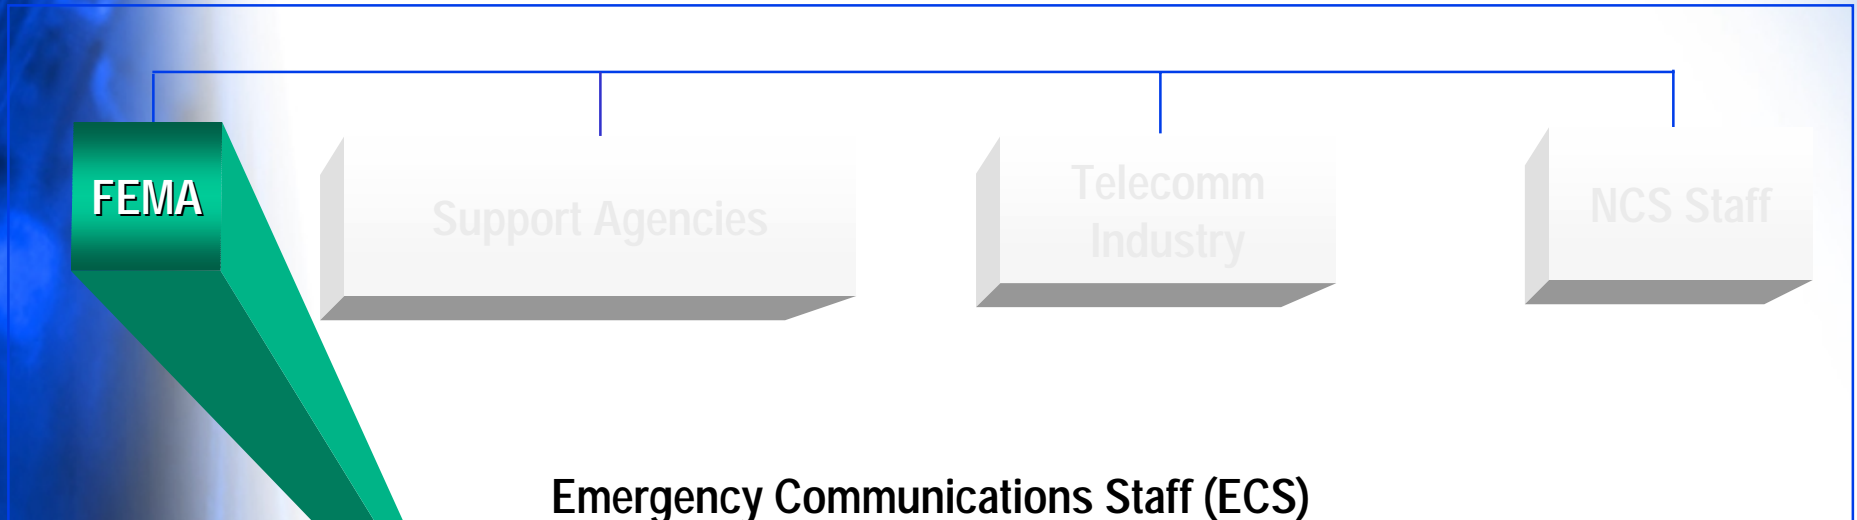 FEMA
Support Agencies
Telecomm
Industry
NCS Staff
Emergency Communications Staff (ECS)